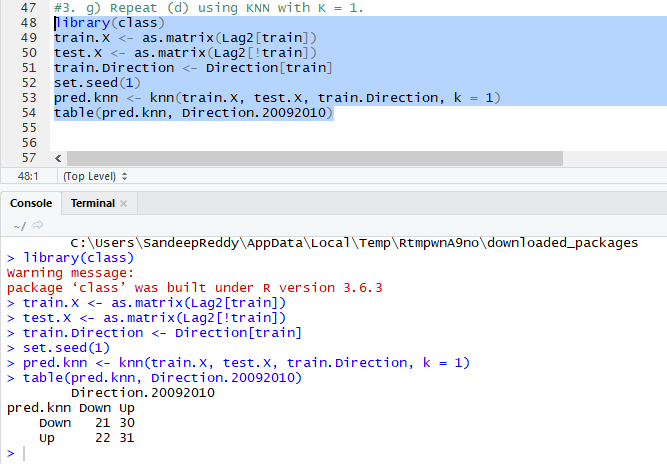 47 #3. g) Repeat (d) using KNN with K = 1.
48 library(class)
49 train.X <- as.matrix(Lag2[train])
50 test.X <- as.matrix(Lag2[!train])
51 train.Direction <- Direction[train]
52 set.seed(1)
53 pred.knn <- knn(train.X, test.X, train.Direction, k = 1)
54 table(pred.knn, Direction.20092010)
55
56
57
48:1 (Top Level)
Console Terminal
~/
C:\Users\SandeepReddy\AppData\Local\Temp\RtmpwnA9no\downloaded_packages
> library(class)
Warning message:
package ‘class’ was built under R version 3.6.3
> train.X <- as.matrix(Lag2[train])
> test.X <- as.matrix(Lag2[!train])
> train.Direction <- Direction[train]
> set.seed(1)
> pred.knn <- knn(train.X, test.X, train.Direction, k = 1)
> table(pred.knn, Direction.20092010)
Direction.20092010
pred.knn Down Up
Down 21 30
Up 22 31
>